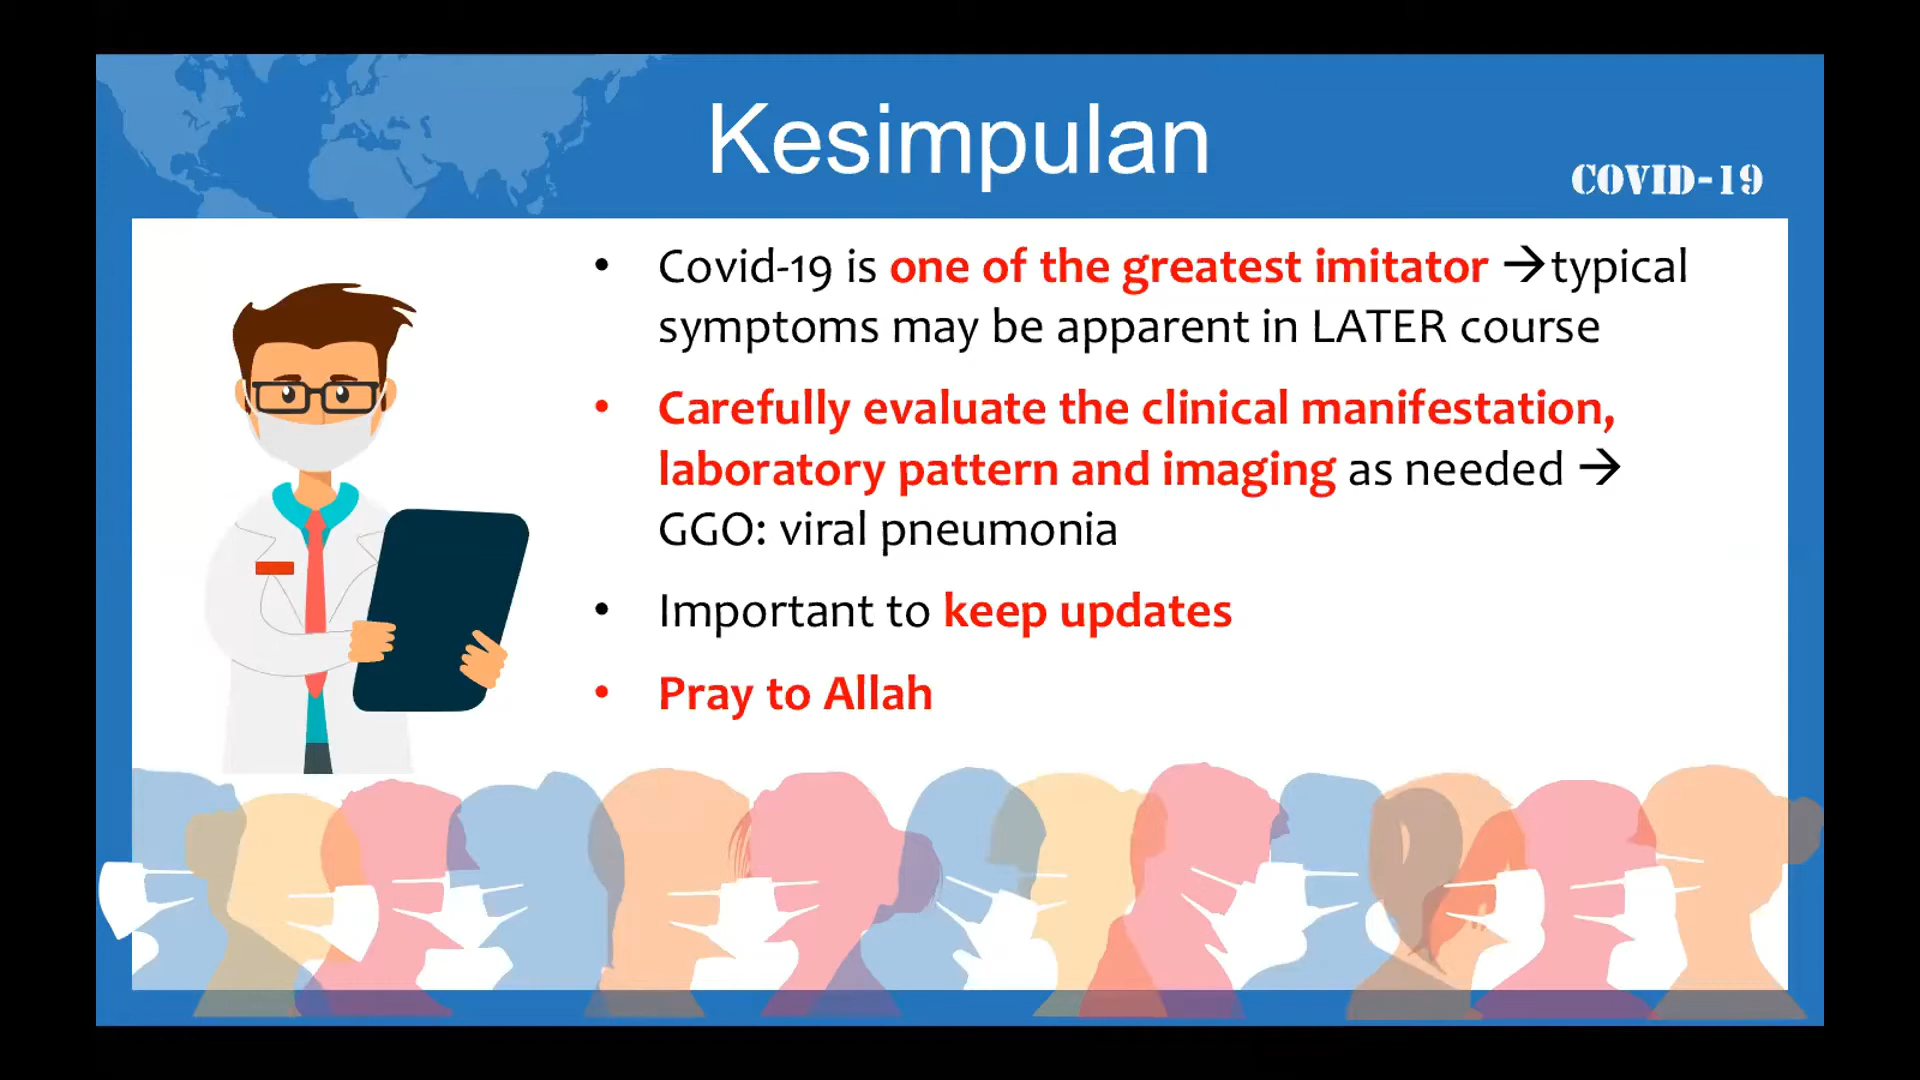 Kesimpulan
COVID-19
• Covid-19 is one of the greatest imitator →typical
symptoms may be apparent in LATER course
• Carefully evaluate the clinical manifestation,
laboratory pattern and imaging as needed →
GGO: viral pneumonia
• Important to keep updates
• Pray to Allah